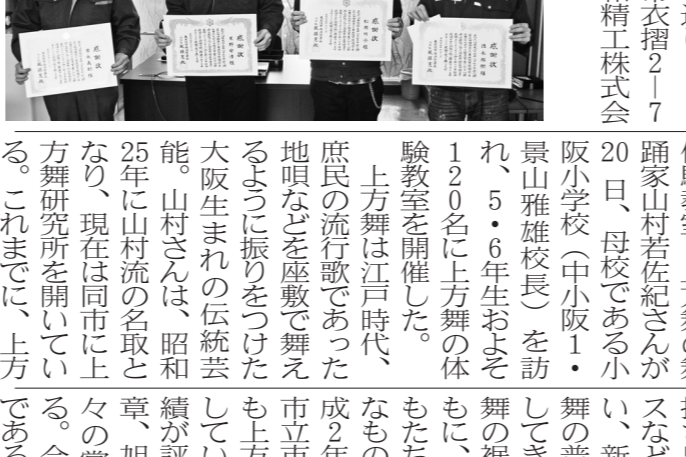 感謝状
感謝状
感謝状
感謝状
衣摺2―7
精工株式会
踊家山村若佐紀さんが
20日、母校である小
阪小学校(中小阪1・
景山雅雄校長)を訪
れ、5・6年生およそ
120名に上方舞の体
験教室を開催した。
上方舞は江戸時代、
庶民の流行歌であった
地唄などを座敷で舞え
るように振りをつけた
大阪生まれの伝統芸
能。山村さんは、昭和
25年に山村流の名取と
なり、現在は同市に上
方舞研究所を開いてい
る。これまでに、上方
スなど
い、新
舞の普
してき
舞の裾
もに、
もたち
なもの
成2年
市立市
も上方
してい
績が評
章、旭
々の
る。
である